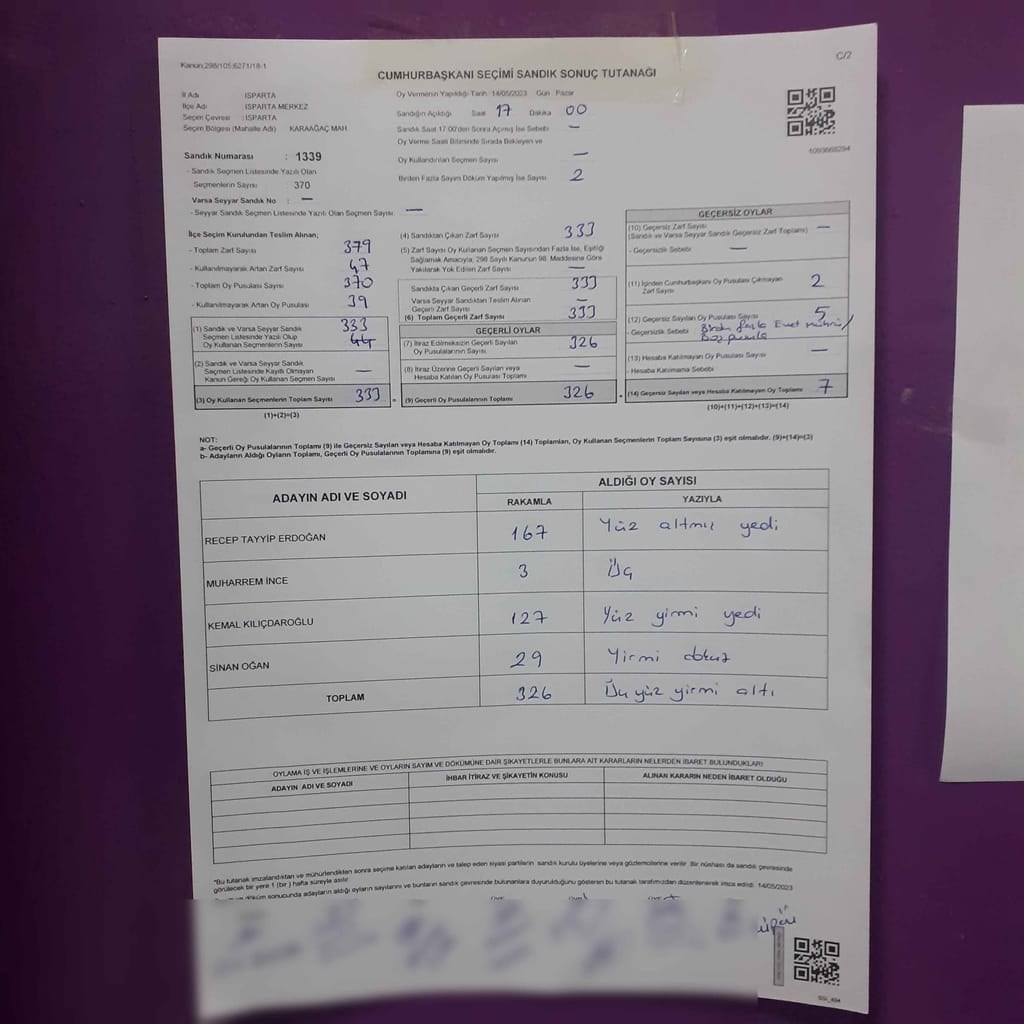 Kanun;298/105;6271/18-1
C/2
CUMHURBAŞKANI SEÇİMİ SANDIK SONUÇ TUTANAĞI
İl Adı : ISPARTA
İlçe Adı : ISPARTA MERKEZ
Seçim Çevresi : ISPARTA
Seçim Bölgesi (Mahalle Adı) KARAAĞAÇ MAH.
Oy Vermenin Yapıldığı Tarih: 14/05/2023 Gün : Pazar
Sandığın Açıldığı Saat 17 Dakika 00
Sandık Saat 17:00'den Sonra Açılmış İse Sebebi —
Oy Verme Saati Bitiminde Sırada Bekleyen ve
Oy Kullandırılan Seçmen Sayısı —
Birden Fazla Sayım Döküm Yapılmış İse Sayısı 2
1093668294
Sandık Numarası : 1339
- Sandık Seçmen Listesinde Yazılı Olan
Seçmenlerin Sayısı : 370
Varsa Seyyar Sandık No : —
- Seyyar Sandık Seçmen Listesinde Yazılı Olan Seçmen Sayısı —
İlçe Seçim Kurulundan Teslim Alınan;
- Toplam Zarf Sayısı 379
- Kullanılmayarak Artan Zarf Sayısı 47
- Toplam Oy Pusulası Sayısı 370
- Kullanılmayarak Artan Oy Pusulası 39
(1) Sandık ve Varsa Seyyar Sandık
Seçmen Listesinde Yazılı Olup
Oy Kullanan Seçmenlerin Sayısı 333
(2) Sandık ve Varsa Seyyar Sandık
Seçmen Listesinde Kayıtlı Olmayan
Kanun Gereği Oy Kullanan Seçmen Sayısı —
(3) Oy Kullanan Seçmenlerin Toplam Sayısı 333 =
(1)+(2)=(3)
(4) Sandıktan Çıkan Zarf Sayısı 333
(5) Zarf Sayısı Oy Kullanan Seçmen Sayısından Fazla İse, Eşitliği
Sağlamak Amacıyla, 298 Sayılı Kanunun 98. Maddesine Göre
Yakılarak Yok Edilen Zarf Sayısı —
Sandıkta Çıkan Geçerli Zarf Sayısı 333
Varsa Seyyar Sandıktan Teslim Alınan
Geçerli Zarf Sayısı —
(6) Toplam Geçerli Zarf Sayısı 333
GEÇERLİ OYLAR
(7) İtiraz Edilmeksizin Geçerli Sayılan
Oy Pusulalarının Sayısı 326
(8) İtiraz Üzerine Geçerli Sayılan veya
Hesaba Katılan Oy Pusulası Toplamı —
(9) Geçerli Oy Pusulalarının Toplamı 326 +
GEÇERSİZ OYLAR
(10) Geçersiz Zarf Sayısı
(Sandık ve Varsa Seyyar Sandık Geçersiz Zarf Toplamı) —
- Geçersizlik Sebebi —
(11) İçinden Cumhurbaşkanı Oy Pusulası Çıkmayan
Zarf Sayısı 2
(12) Geçersiz Sayılan Oy Pusulası Sayısı 5
- Geçersizlik Sebebi Birden fazla Evet mührü/
Boş pusula
(13) Hesaba Katılmayan Oy Pusulası Sayısı —
- Hesaba Katılmama Sebebi
(14) Geçersiz Sayılan veya Hesaba Katılmayan Oy Toplamı 7
(10)+(11)+(12)+(13)=(14)
NOT:
a- Geçerli Oy Pusulalarının Toplamı (9) ile Geçersiz Sayılan veya Hesaba Katılmayan Oy Toplamı (14) Toplamları, Oy Kullanan Seçmenlerin Toplam Sayısına (3) eşit olmalıdır. (9)+(14)=(3)
b- Adayların Aldığı Oyların Toplamı, Geçerli Oy Pusulalarının Toplamına (9) eşit olmalıdır.
ADAYIN ADI VE SOYADI
ALDIĞI OY SAYISI
RAKAMLA YAZIYLA
RECEP TAYYİP ERDOĞAN 167 Yüz altmış yedi
MUHARREM İNCE 3 Üç
KEMAL KILIÇDAROĞLU 127 Yüz yirmi yedi
SİNAN OĞAN 29 Yirmi dokuz
TOPLAM 326 Üç yüz yirmi altı
OYLAMA İŞ VE İŞLEMLERİNE VE OYLARIN SAYIM VE DÖKÜMÜNE DAİR ŞİKAYETLERLE BUNLARA AİT KARARLARIN NELERDEN İBARET BULUNDUKLARI
ADAYIN ADI VE SOYADI İHBAR İTİRAZ VE ŞİKAYETİN KONUSU ALINAN KARARIN NEDEN İBARET OLDUĞU
*Bu tutanak imzalandıktan ve mühürlendikten sonra seçime katılan adayların ve talep eden siyasi partilerin sandık kurulu üyelerine veya gözlemcilerine verilir. Bir nüshası da sandık çevresinde
görülecek bir yere 1 (bir) hafta süreyle asılır.
ve döküm sonucunda adayların aldığı oyların sayılarını ve bunların sandık çevresinde bulunanlara duyurulduğunu gösteren bu tutanak tarafımızdan düzenlenerek imza edildi. 14/05/2023